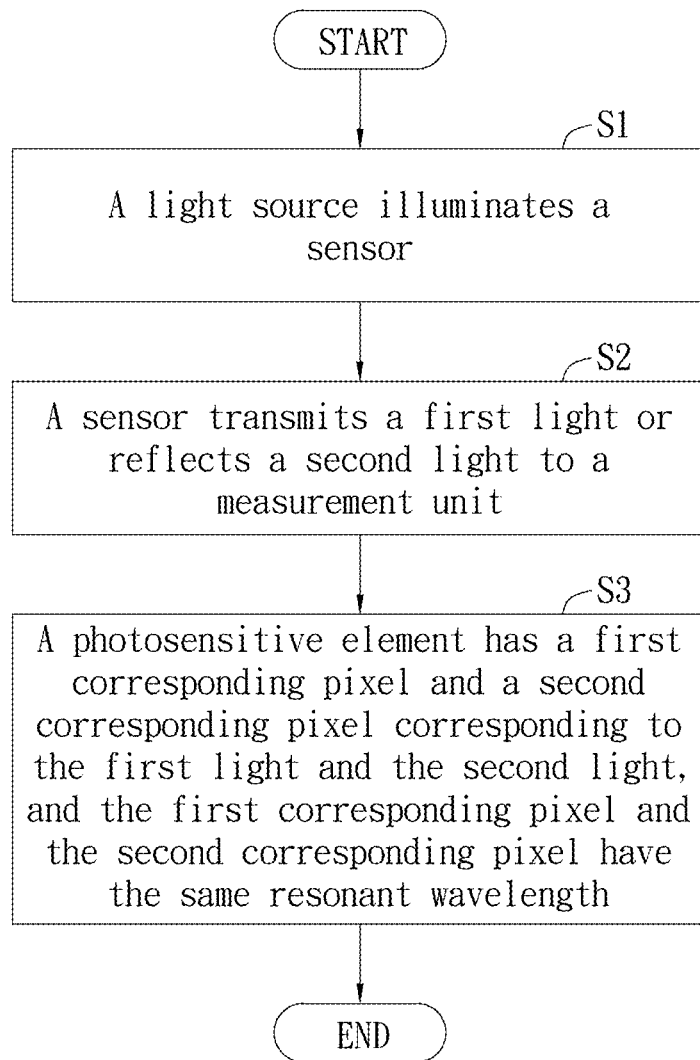 START
S1
A light source illuminates a
sensor
S2
A sensor transmits a first light or
reflects a second light to a
measurement unit
S3
A photosensitive element has a first
corresponding pixel and a second
corresponding pixel corresponding to
the first light and the second light,
and the first corresponding pixel and
the second corresponding pixel have
the same resonant wavelength
END